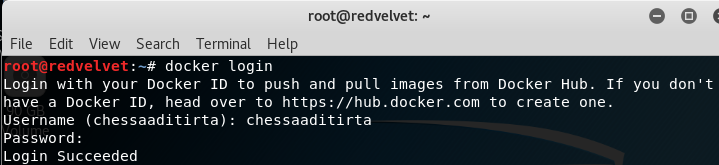 root@redvelvet: ~
File Edit View Search Terminal Help
root@redvelvet:~# docker login
Login with your Docker ID to push and pull images from Docker Hub. If you don't
have a Docker ID, head over to https://hub.docker.com to create one.
Username (chessaaditirta): chessaaditirta
Password:
Login Succeeded
GB
Volume